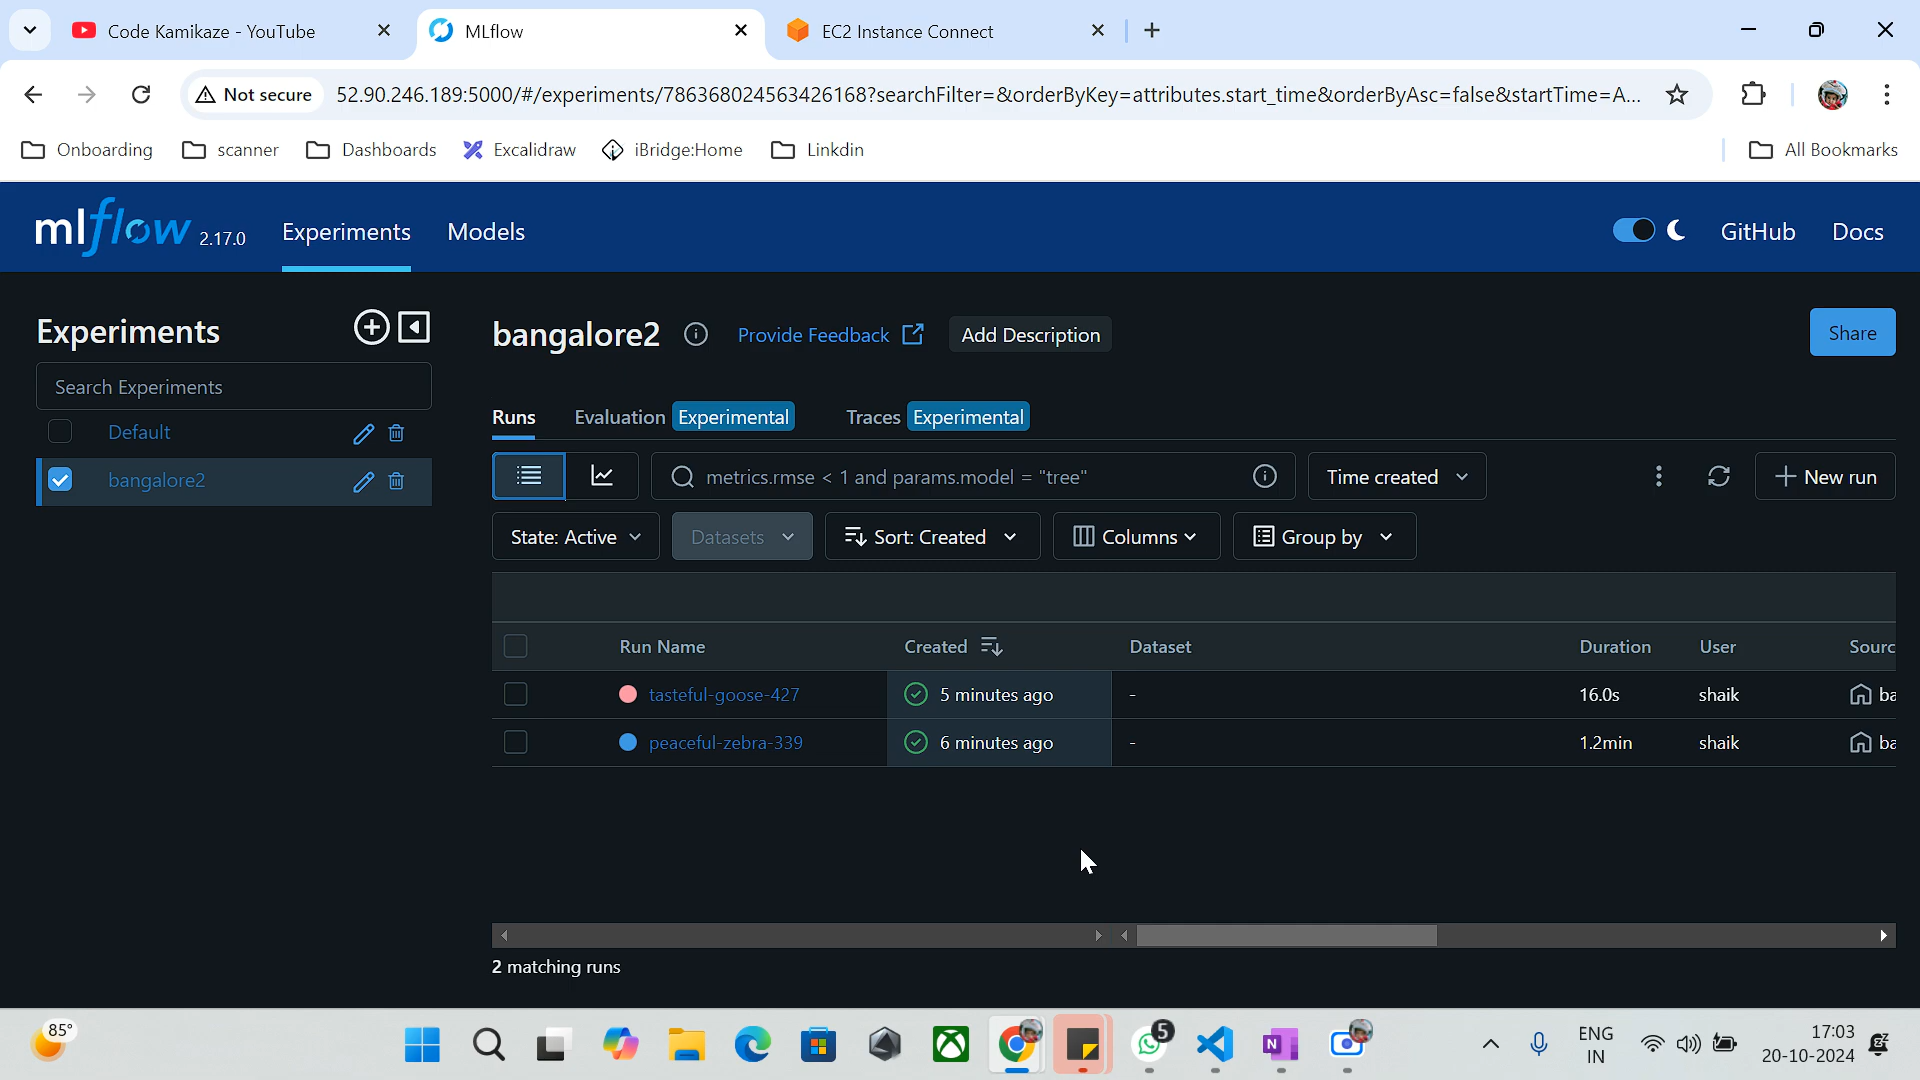 Code Kamikaze - YouTube MLflow EC2 Instance Connect
Not secure 52.90.246.189:5000/#/experiments/786368024563426168?searchFilter=&orderByKey=attributes.start_time&orderByAsc=false&startTime=A...
Onboarding scanner Dashboards Excalidraw iBridge:Home Linkdin All Bookmarks
mlflow 2.17.0 Experiments Models GitHub Docs
Experiments bangalore2 Provide Feedback Add Description Share
Search Experiments
Default
bangalore2
Runs Evaluation Experimental Traces Experimental
metrics.rmse < 1 and params.model = "tree" Time created New run
State: Active Datasets Sort: Created Columns Group by
Run Name Created Dataset Duration User Sourc
tasteful-goose-427 5 minutes ago - 16.0s shaik ba
peaceful-zebra-339 6 minutes ago - 1.2min shaik ba
2 matching runs
85° 5 ENG 17:03
IN 20-10-2024